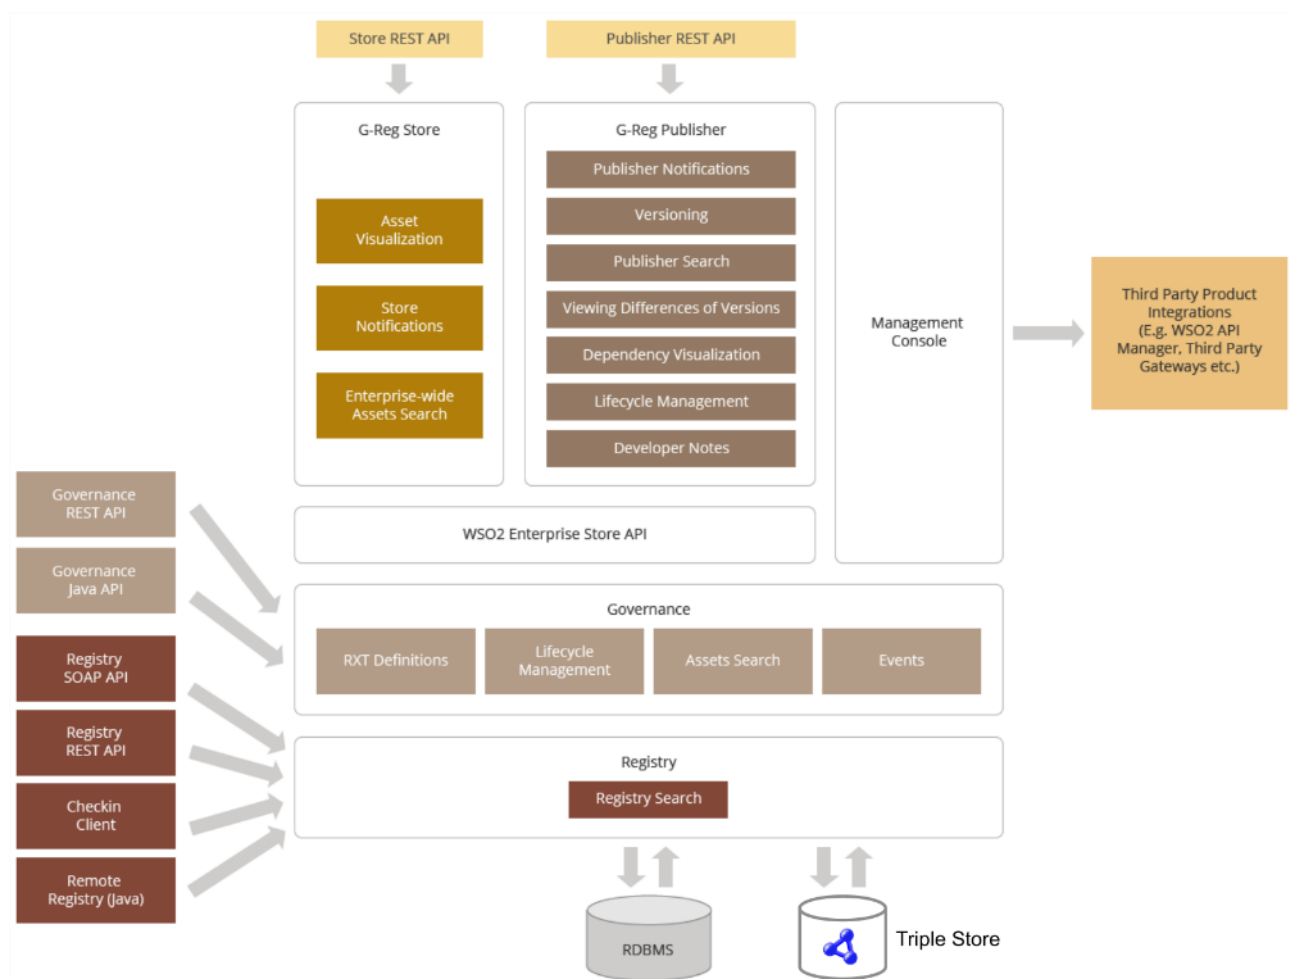 Store REST API
Publisher REST API
G-Reg Store
Asset
Visualization
Store
Notifications
Enterprise-wide
Assets Search
G-Reg Publisher
Publisher Notifications
Versioning
Publisher Search
Viewing Differences of Versions
Dependency Visualization
Lifecycle Management
Developer Notes
Management
Console
Third Party Product
Integrations
(E.g. WSO2 API
Manager, Third Party
Gateways etc.)
WSO2 Enterprise Store API
Governance
REST API
Governance
Java API
Registry
SOAP API
Registry
REST API
Checkin
Client
Remote
Registry (Java)
Governance
RXT Definitions
Lifecycle
Management
Assets Search
Events
Registry
Registry Search
RDBMS
Triple Store